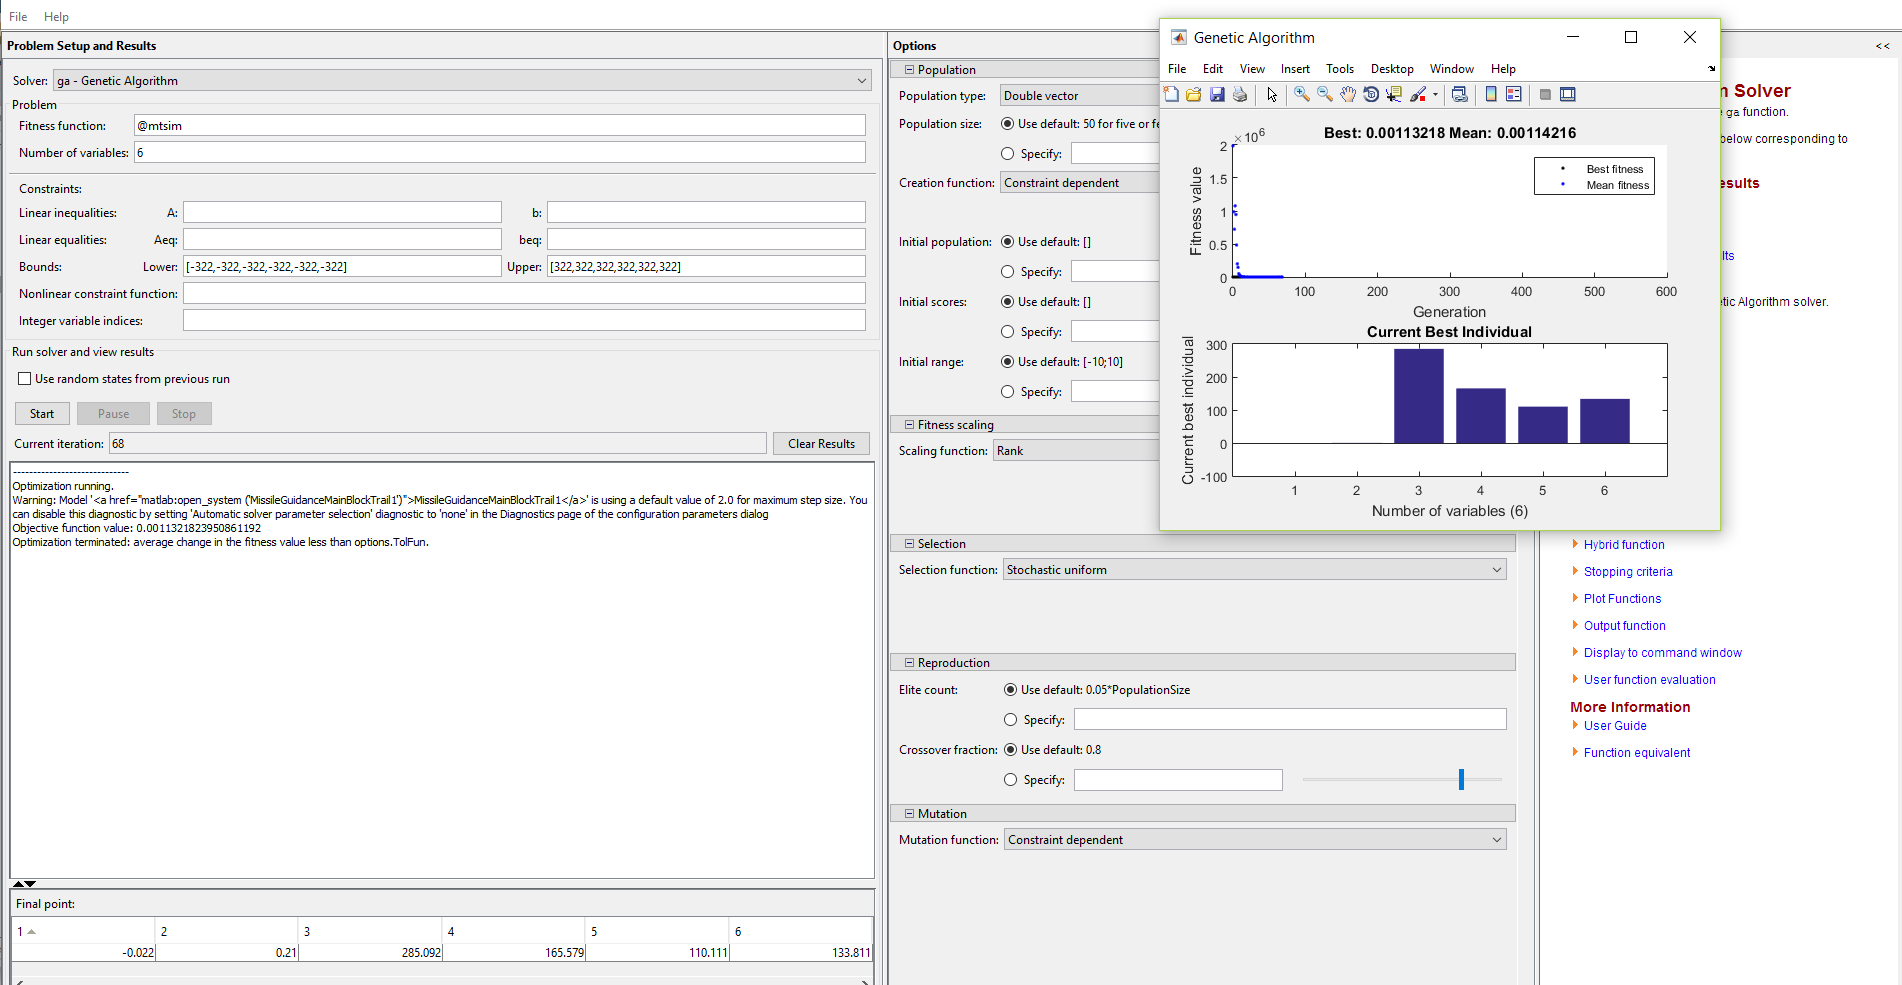 File Help
Problem Setup and Results
Solver: ga - Genetic Algorithm
Problem
Fitness function: @mtsim
Number of variables: 6
Constraints:
Linear inequalities: A: b:
Linear equalities: Aeq: beq:
Bounds: Lower: [-322,-322,-322,-322,-322,-322] Upper: [322,322,322,322,322,322]
Nonlinear constraint function:
Integer variable indices:
Run solver and view results
Use random states from previous run
Start Pause Stop
Current iteration: 68 Clear Results
------------------------------
Optimization running.
Warning: Model '<a href="matlab:open_system ('MissileGuidanceMainBlockTrail1')">MissileGuidanceMainBlockTrail1</a>' is using a default value of 2.0 for maximum step size. You
can disable this diagnostic by setting 'Automatic solver parameter selection' diagnostic to 'none' in the Diagnostics page of the configuration parameters dialog
Objective function value: 0.0011321823950861192
Optimization terminated: average change in the fitness value less than options.TolFun.
Final point:
1 2 3 4 5 6
-0.022 0.21 285.092 165.579 110.111 133.811
Options
Population
Population type: Double vector
Population size: Use default: 50 for five or fe
Specify:
Creation function: Constraint dependent
Initial population: Use default: []
Specify:
Initial scores: Use default: []
Specify:
Initial range: Use default: [-10;10]
Specify:
Fitness scaling
Scaling function: Rank
Selection
Selection function: Stochastic uniform
Reproduction
Elite count: Use default: 0.05*PopulationSize
Specify:
Crossover fraction: Use default: 0.8
Specify:
Mutation
Mutation function: Constraint dependent
Genetic Algorithm
File Edit View Insert Tools Desktop Window Help
Best: 0.00113218 Mean: 0.00114216
×10^6
2
1.5
1
0.5
0
Fitness value
Best fitness
Mean fitness
0 100 200 300 400 500 600
Generation
Current Best Individual
300
200
100
0
-100
Current best individual
1 2 3 4 5 6
Number of variables (6)
<<
n Solver
e ga function.
below corresponding to
esults
lts
etic Algorithm solver.
Hybrid function
Stopping criteria
Plot Functions
Output function
Display to command window
User function evaluation
More Information
User Guide
Function equivalent